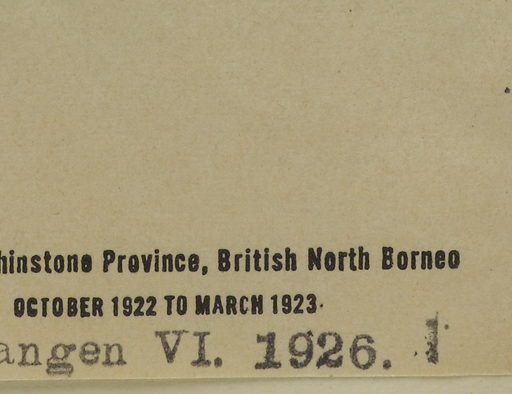 hinstone Province, British North Borneo
OCTOBER 1922 TO MARCH 1923.
angen VI. 1926.